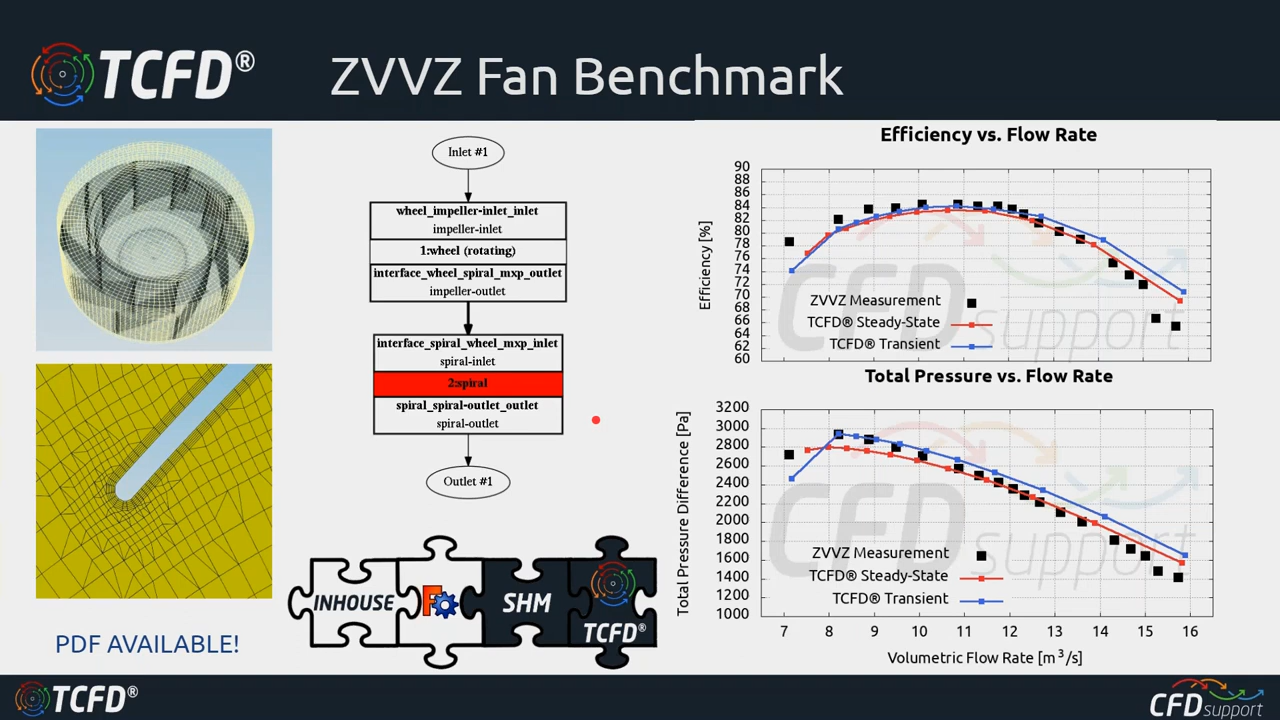 TCFD®
ZVVZ Fan Benchmark
Inlet #1
wheel_impeller-inlet_inlet
impeller-inlet
1:wheel (rotating)
interface_wheel_spiral_mxp_outlet
impeller-outlet
interface_spiral_wheel_mxp_inlet
spiral-inlet
2:spiral
spiral_spiral-outlet_outlet
spiral-outlet
Outlet #1
INHOUSE
SHM
TCFD®
PDF AVAILABLE!
Efficiency vs. Flow Rate
Efficiency [%]
90
88
86
84
82
80
78
76
74
72
70
68
66
64
62
60
CFD support
ZVVZ Measurement
TCFD® Steady-State
TCFD® Transient
Total Pressure vs. Flow Rate
Total Pressure Difference [Pa]
3200
3000
2800
2600
2400
2200
2000
1800
1600
1400
1200
1000
CFD support
ZVVZ Measurement
TCFD® Steady-State
TCFD® Transient
7 8 9 10 11 12 13 14 15 16
Volumetric Flow Rate [m³/s]
TCFD®
CFD support